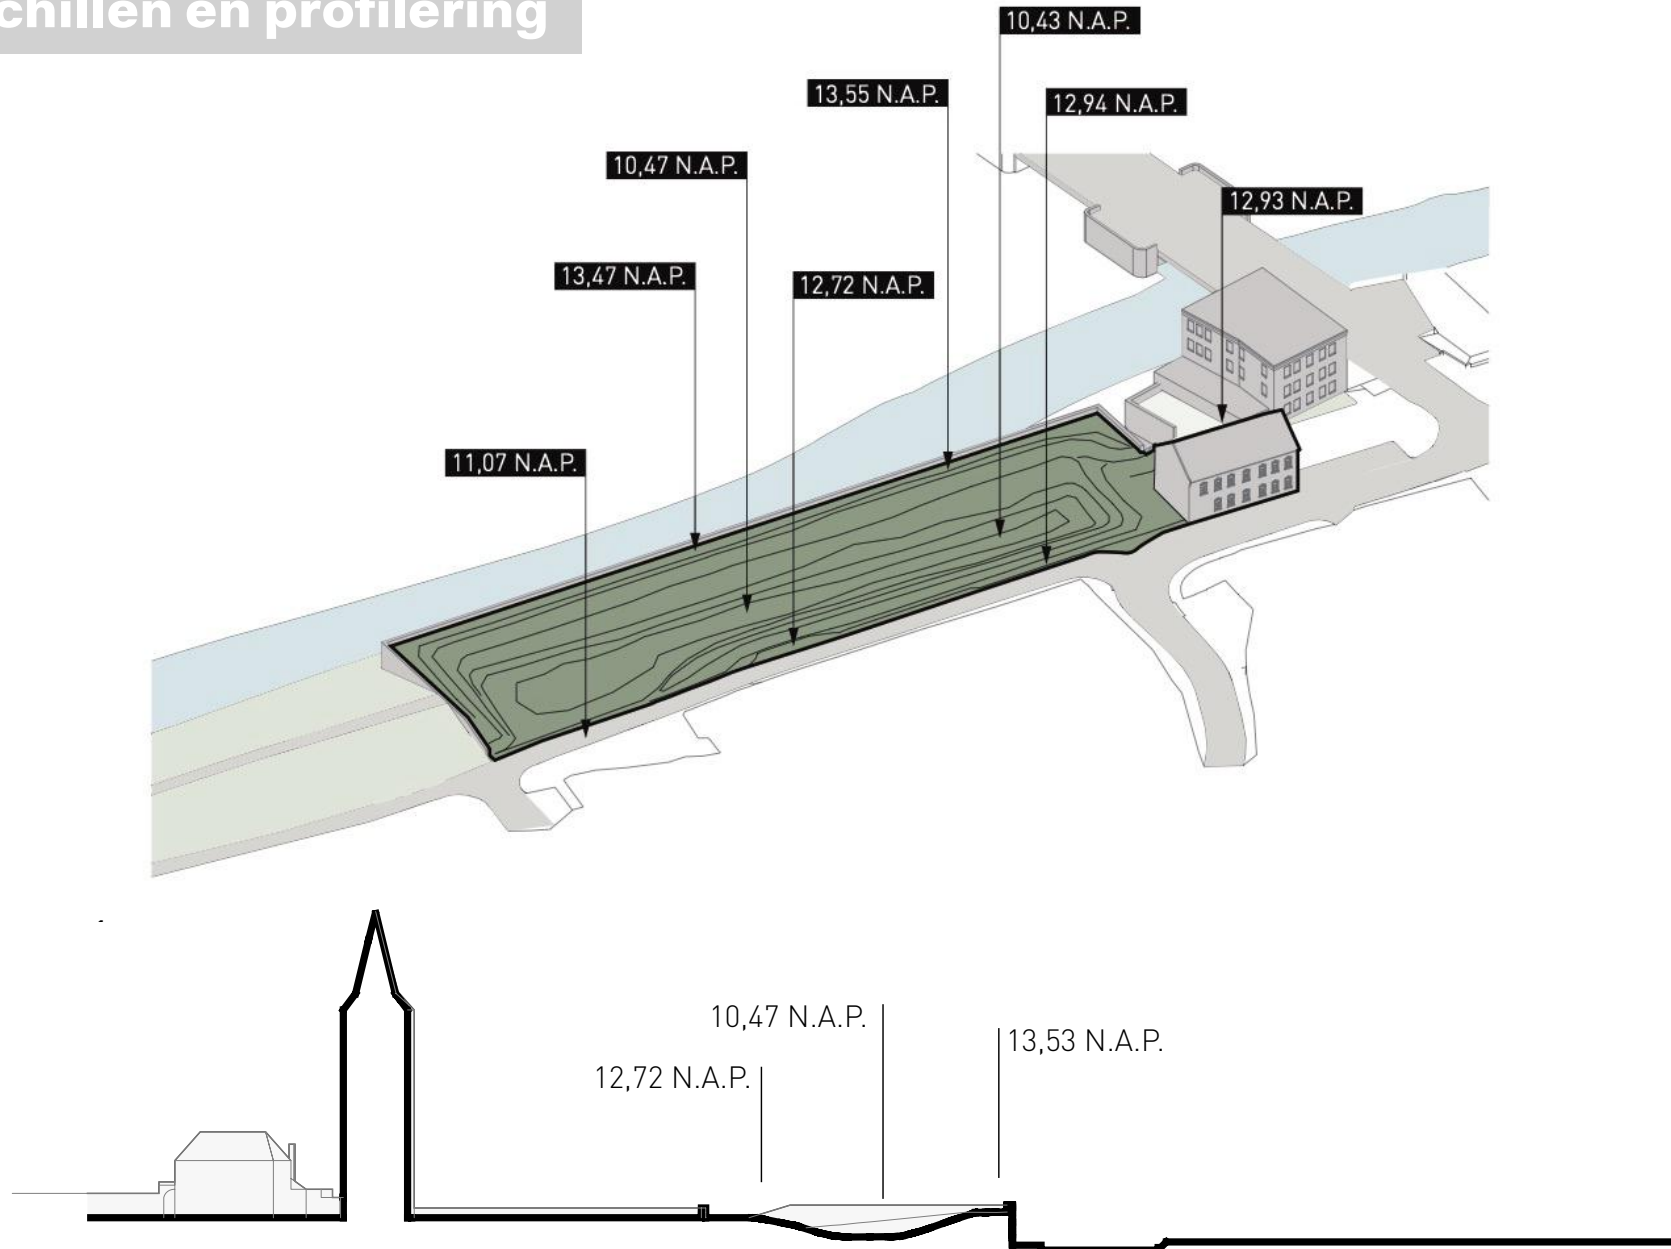 chillen en profilering
10,43 N.A.P.
13,55 N.A.P.
12,94 N.A.P.
10,47 N.A.P.
12,93 N.A.P.
13,47 N.A.P.
12,72 N.A.P.
11,07 N.A.P.
10,47 N.A.P.
13,53 N.A.P.
12,72 N.A.P.